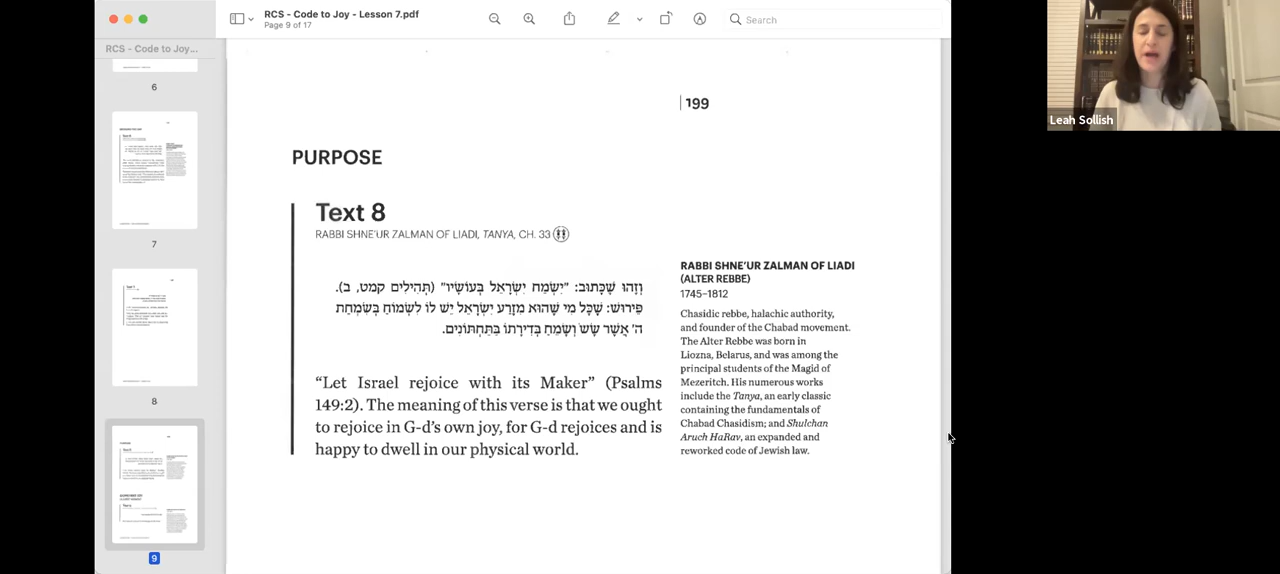 RCS - Code to Joy - Lesson 7.pdf
Page 9 of 17
Search
RCS - Code to Joy...
6
7
8
9
199
PURPOSE
Text 8
RABBI SHNE'UR ZALMAN OF LIADI, TANYA, CH. 33
וְזֶהוּ שֶׁכָּתוּב: "יִשְׂמַח יִשְׂרָאֵל בְּעוֹשָׂיו" (תְּהִילִים קמט, ב).
פֵּירוּשׁ: שֶׁכָּל מִי שֶׁהוּא מִזֶּרַע יִשְׂרָאֵל יֵשׁ לוֹ לִשְׂמוֹחַ בְּשִׂמְחַת
ה' אֲשֶׁר שָׂשׂ וְשָׂמֵחַ בְּדִירָתוֹ בַּתַּחְתּוֹנִים.
“Let Israel rejoice with its Maker” (Psalms
149:2). The meaning of this verse is that we ought
to rejoice in G-d’s own joy, for G-d rejoices and is
happy to dwell in our physical world.
RABBI SHNE’UR ZALMAN OF LIADI
(ALTER REBBE)
1745–1812
Chasidic rebbe, halachic authority,
and founder of the Chabad movement.
The Alter Rebbe was born in
Liozna, Belarus, and was among the
principal students of the Magid of
Mezeritch. His numerous works
include the Tanya, an early classic
containing the fundamentals of
Chabad Chasidism; and Shulchan
Aruch HaRav, an expanded and
reworked code of Jewish law.
Leah Sollish